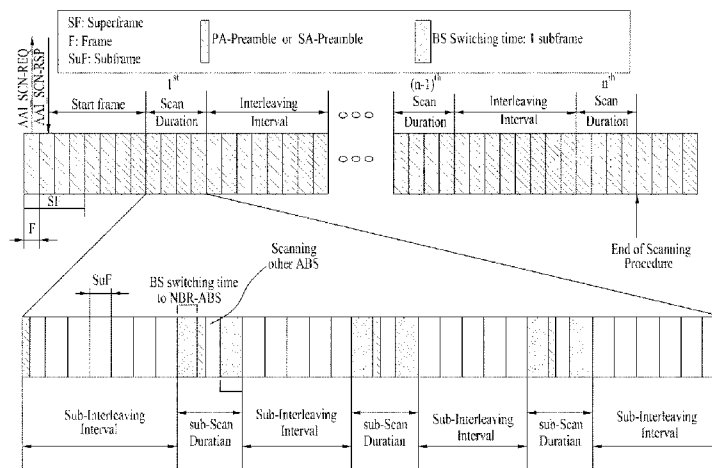 SF: Superframe
F: Frame
SuF: Subframe
PA-Preamble or SA-Preamble
BS Switching time: 1 subframe
AAI_SCN-REQ
AAI_SCN-RSP
1st
(n-1)th
nth
Start frame
Scan
Duration
Interleaving
Interval
Scan
Duration
Interleaving
Interval
Scan
Duration
SF
F
End of Scanning
Procedure
Scanning
other ABS
SuF
BS switching time
to NBR-ABS
Sub-Interleaving
Interval
sub-Scan
Duratian
Sub-Interleaving
Interval
sub-Scan
Duratian
Sub-Interleaving
Interval
sub-Scan
Duratian
Sub-Interleaving
Interval